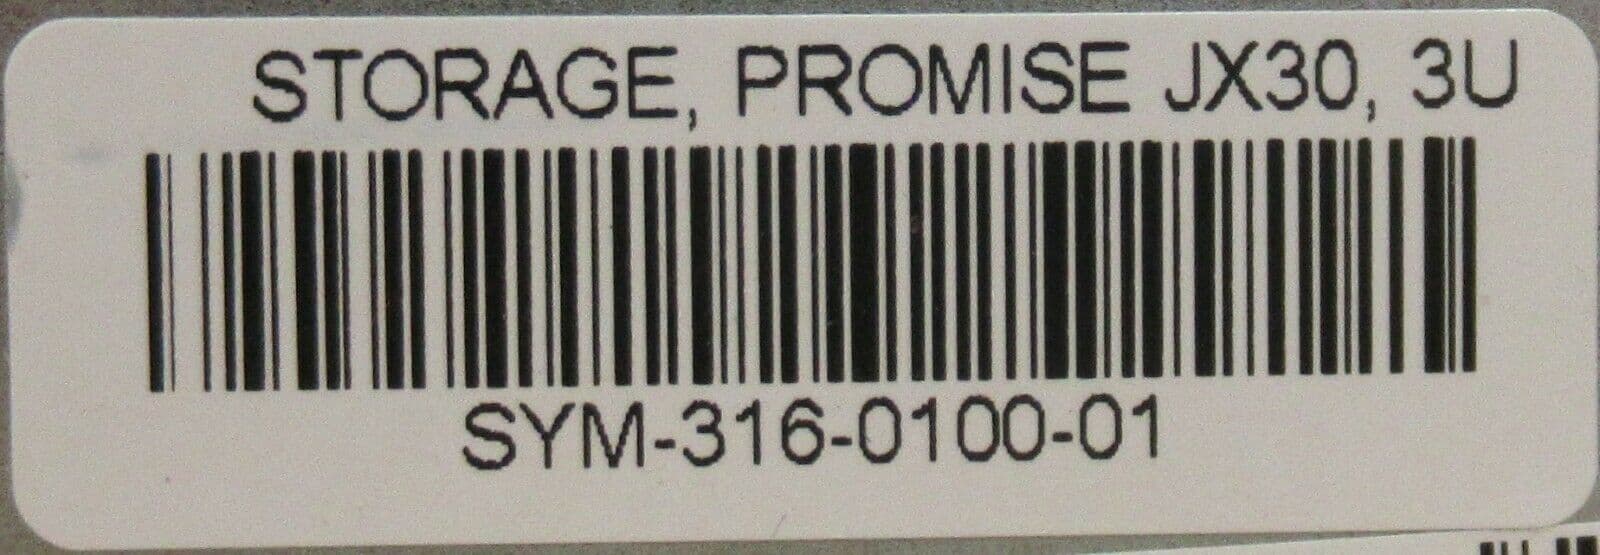 STORAGE, PROMISE JX30, 3U
SYM-316-0100-01